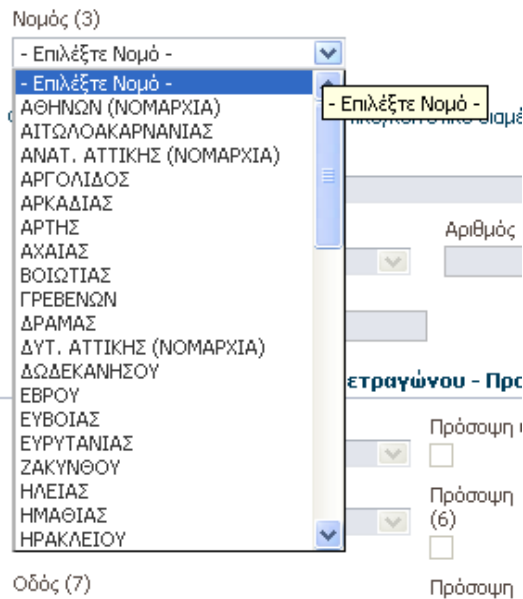 Νομός (3)
- Επιλέξτε Νομό -
- Επιλέξτε Νομό -
- Επιλέξτε Νομό -
ΑΘΗΝΩΝ (ΝΟΜΑΡΧΙΑ)
ΑΙΤΩΛΟΑΚΑΡΝΑΝΙΑΣ
ΑΝΑΤ. ΑΤΤΙΚΗΣ (ΝΟΜΑΡΧΙΑ)
ΑΡΓΟΛΙΔΟΣ
ΑΡΚΑΔΙΑΣ
ΑΡΤΗΣ
Αριθμός
ΑΧΑΙΑΣ
ΒΟΙΩΤΙΑΣ
ΓΡΕΒΕΝΩΝ
ΔΡΑΜΑΣ
ΔΥΤ. ΑΤΤΙΚΗΣ (ΝΟΜΑΡΧΙΑ)
ΔΩΔΕΚΑΝΗΣΟΥ
ετραγώνου - Προ
ΕΒΡΟΥ
ΕΥΒΟΙΑΣ
Πρόσοψη
ΕΥΡΥΤΑΝΙΑΣ
ΖΑΚΥΝΘΟΥ
ΗΛΕΙΑΣ
Πρόσοψη
ΗΜΑΘΙΑΣ
(6)
ΗΡΑΚΛΕΙΟΥ
Οδός (7)
Πρόσοψη